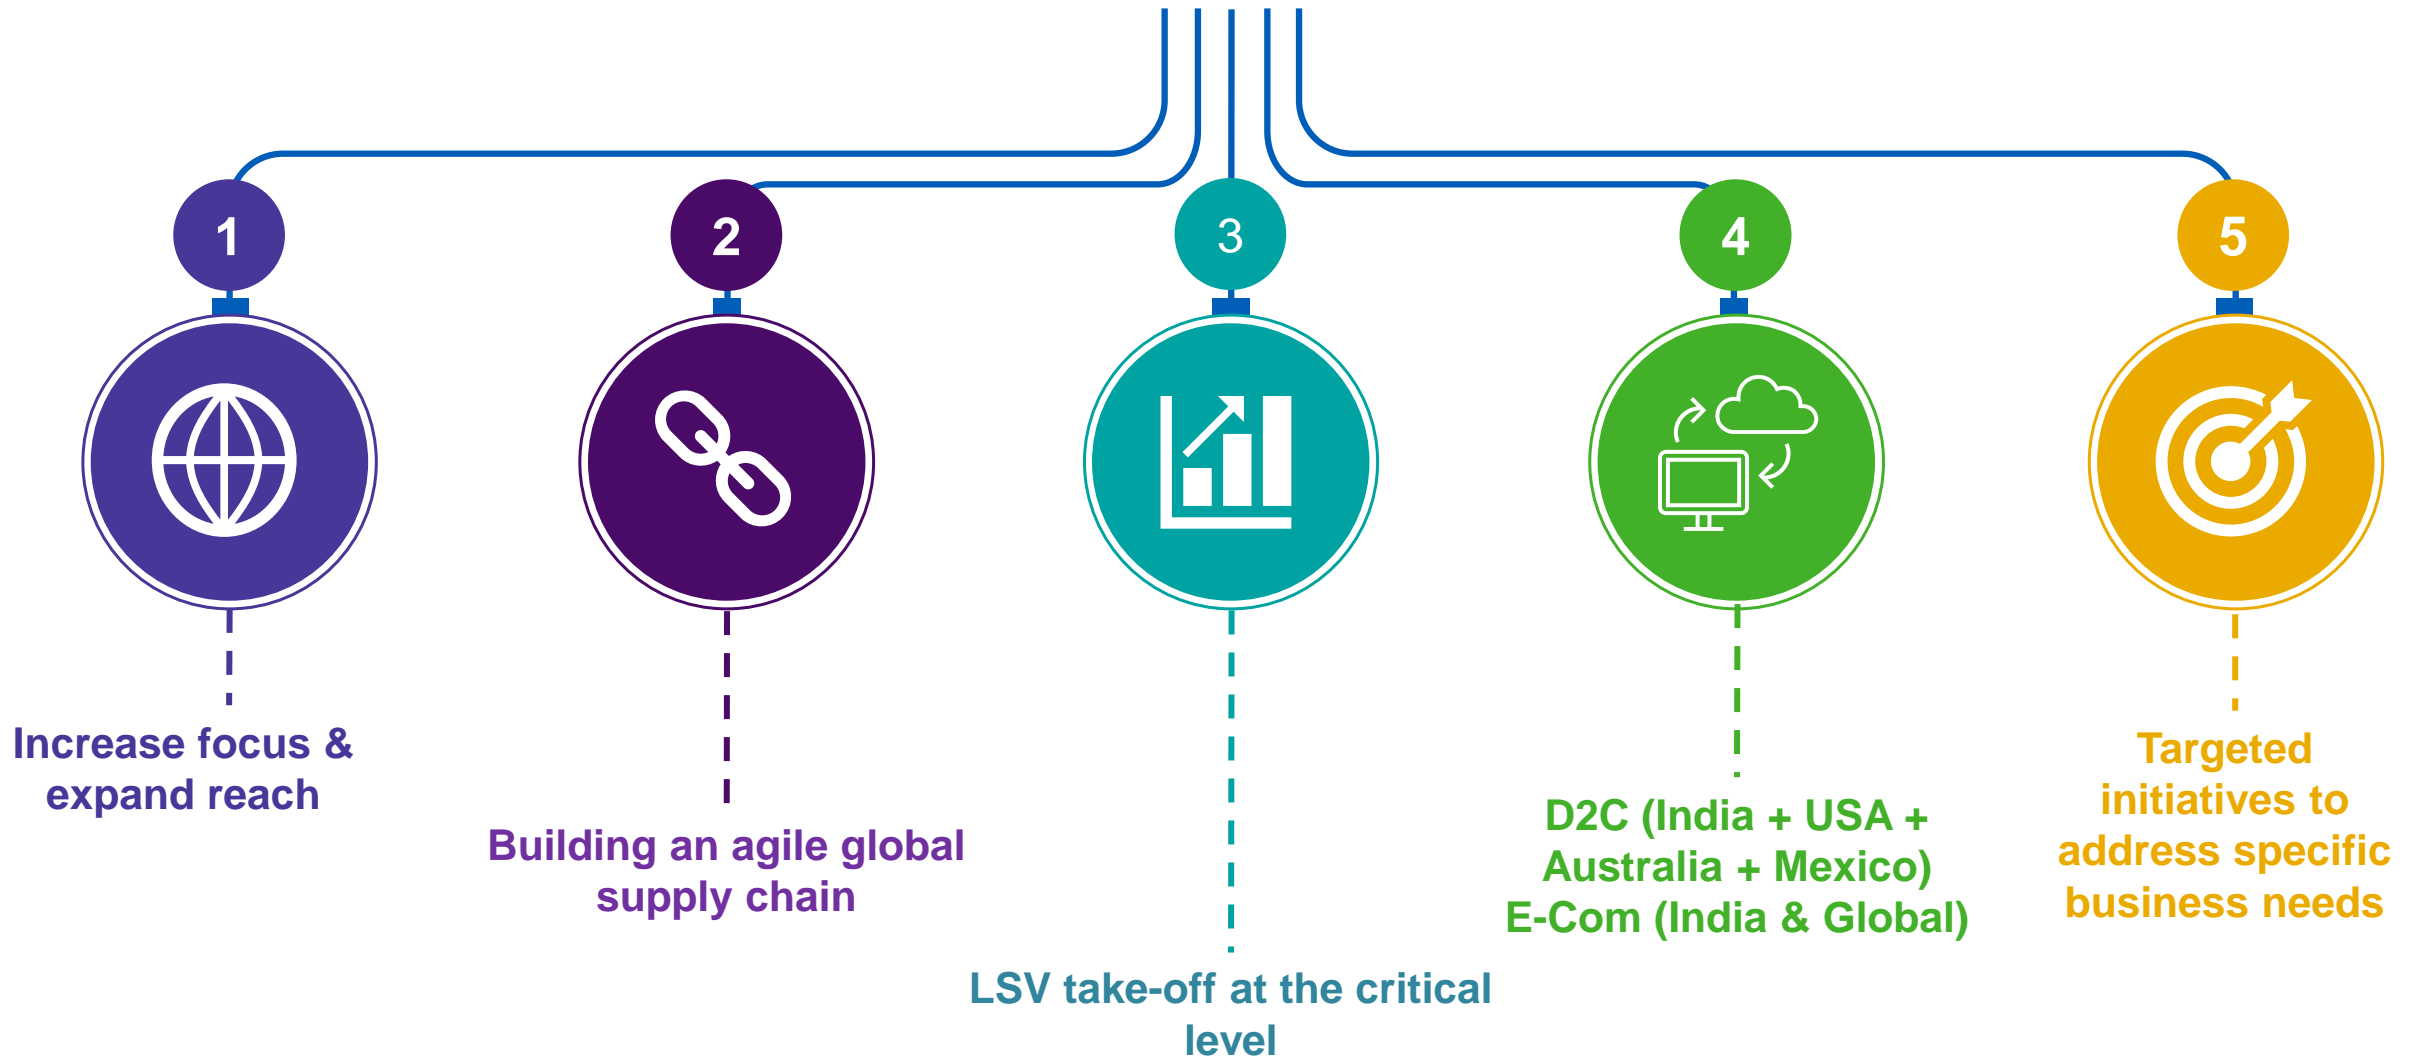 1
Increase focus &
expand reach
2
Building an agile global
supply chain
3
LSV take-off at the critical
level
4
D2C (India + USA +
Australia + Mexico)
E-Com (India & Global)
5
Targeted
initiatives to
address specific
business needs